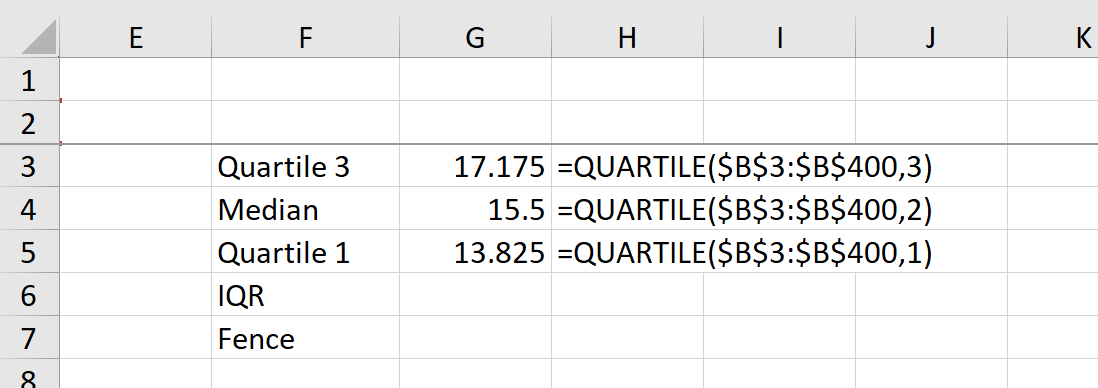 E F G H I J K
1
2
3 Quartile 3 17.175 =QUARTILE($B$3:$B$400,3)
4 Median 15.5 =QUARTILE($B$3:$B$400,2)
5 Quartile 1 13.825 =QUARTILE($B$3:$B$400,1)
6 IQR
7 Fence
8